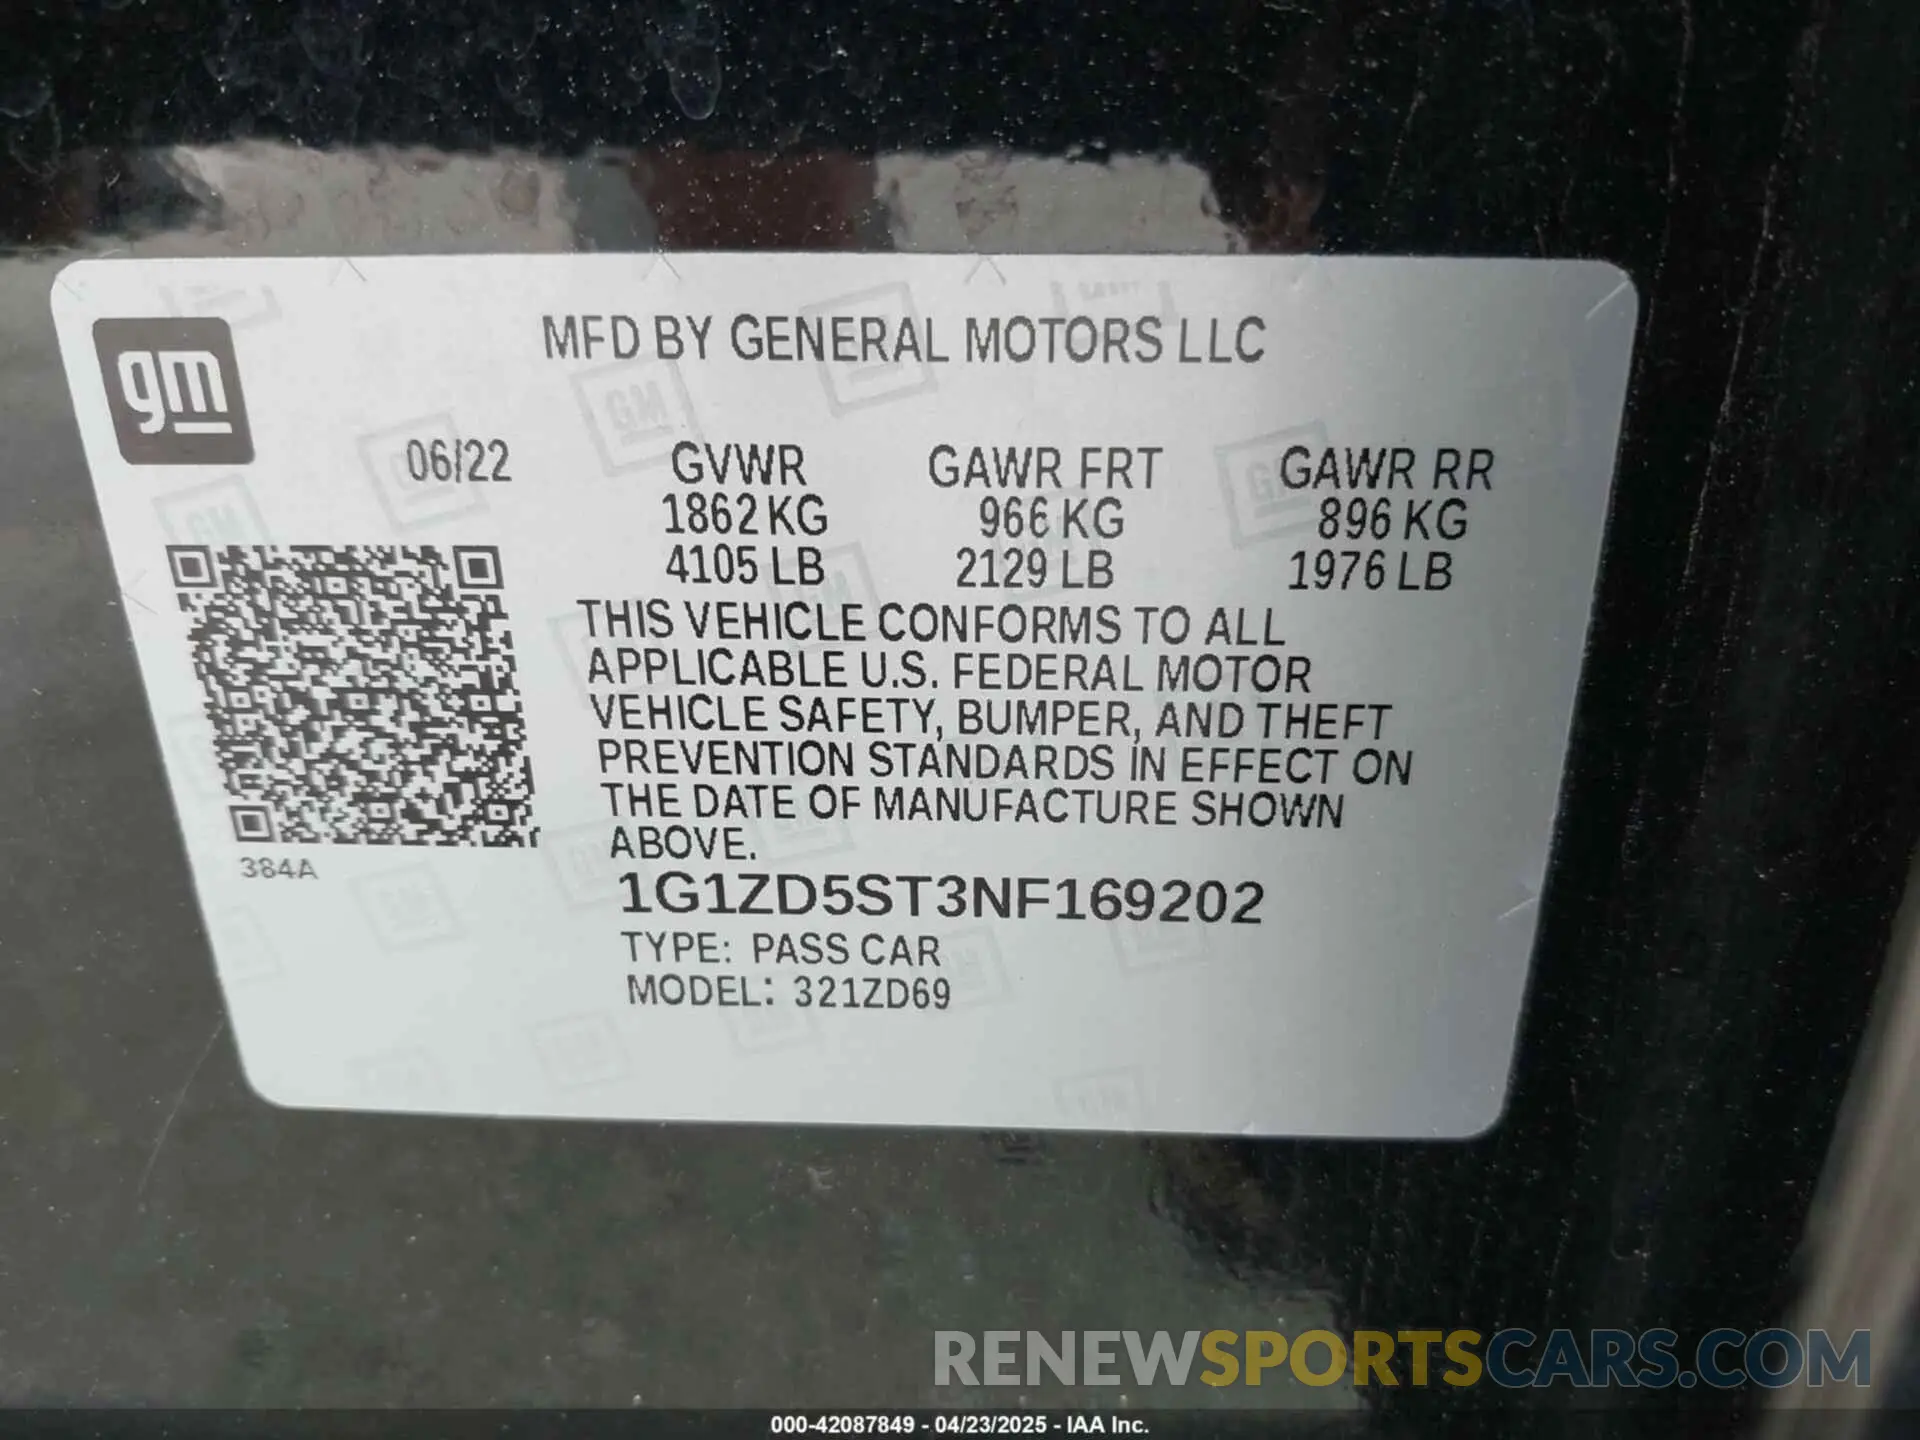 MFD BY GENERAL MOTORS LLC
gm
06/22 GVWR GAWR FRT GAWR RR
1862 KG 966 KG 896 KG
4105 LB 2129 LB 1976 LB
THIS VEHICLE CONFORMS TO ALL
APPLICABLE U.S. FEDERAL MOTOR
VEHICLE SAFETY, BUMPER, AND THEFT
PREVENTION STANDARDS IN EFFECT ON
THE DATE OF MANUFACTURE SHOWN
ABOVE.
384A
1G1ZD5ST3NF169202
TYPE: PASS CAR
MODEL: 321ZD69
RENEWSPORTSCARS.COM
000-42087849 - 04/23/2025 - IAA Inc.